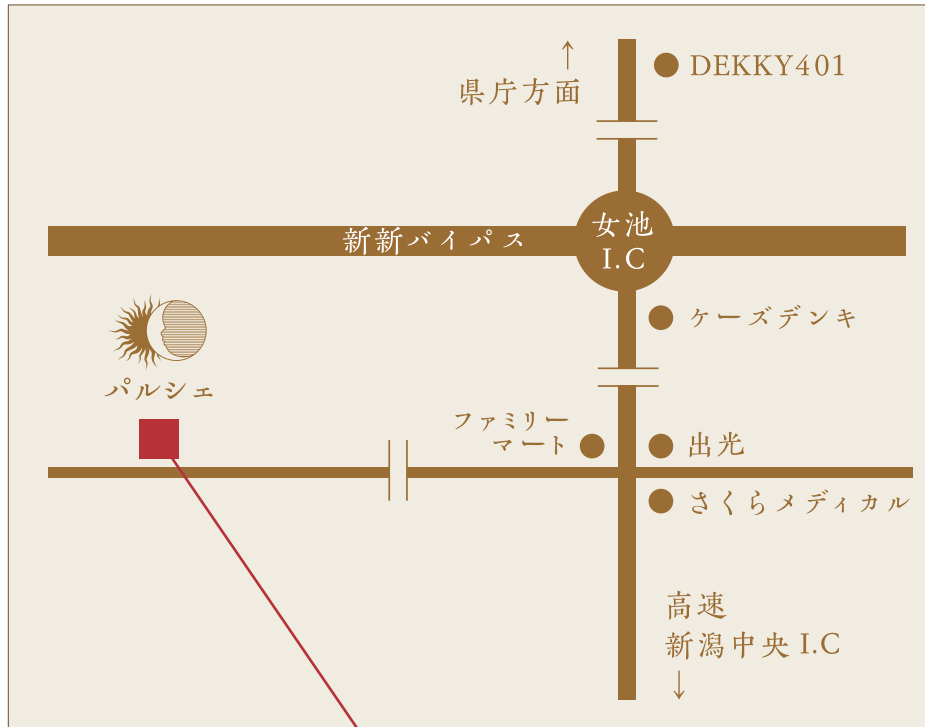 ↑
県庁方面
DEKKY401
新新バイパス
女池
I.C
ケーズデンキ
パルシェ
ファミリー
マート
出光
さくらメディカル
高速
新潟中央 I.C
↓